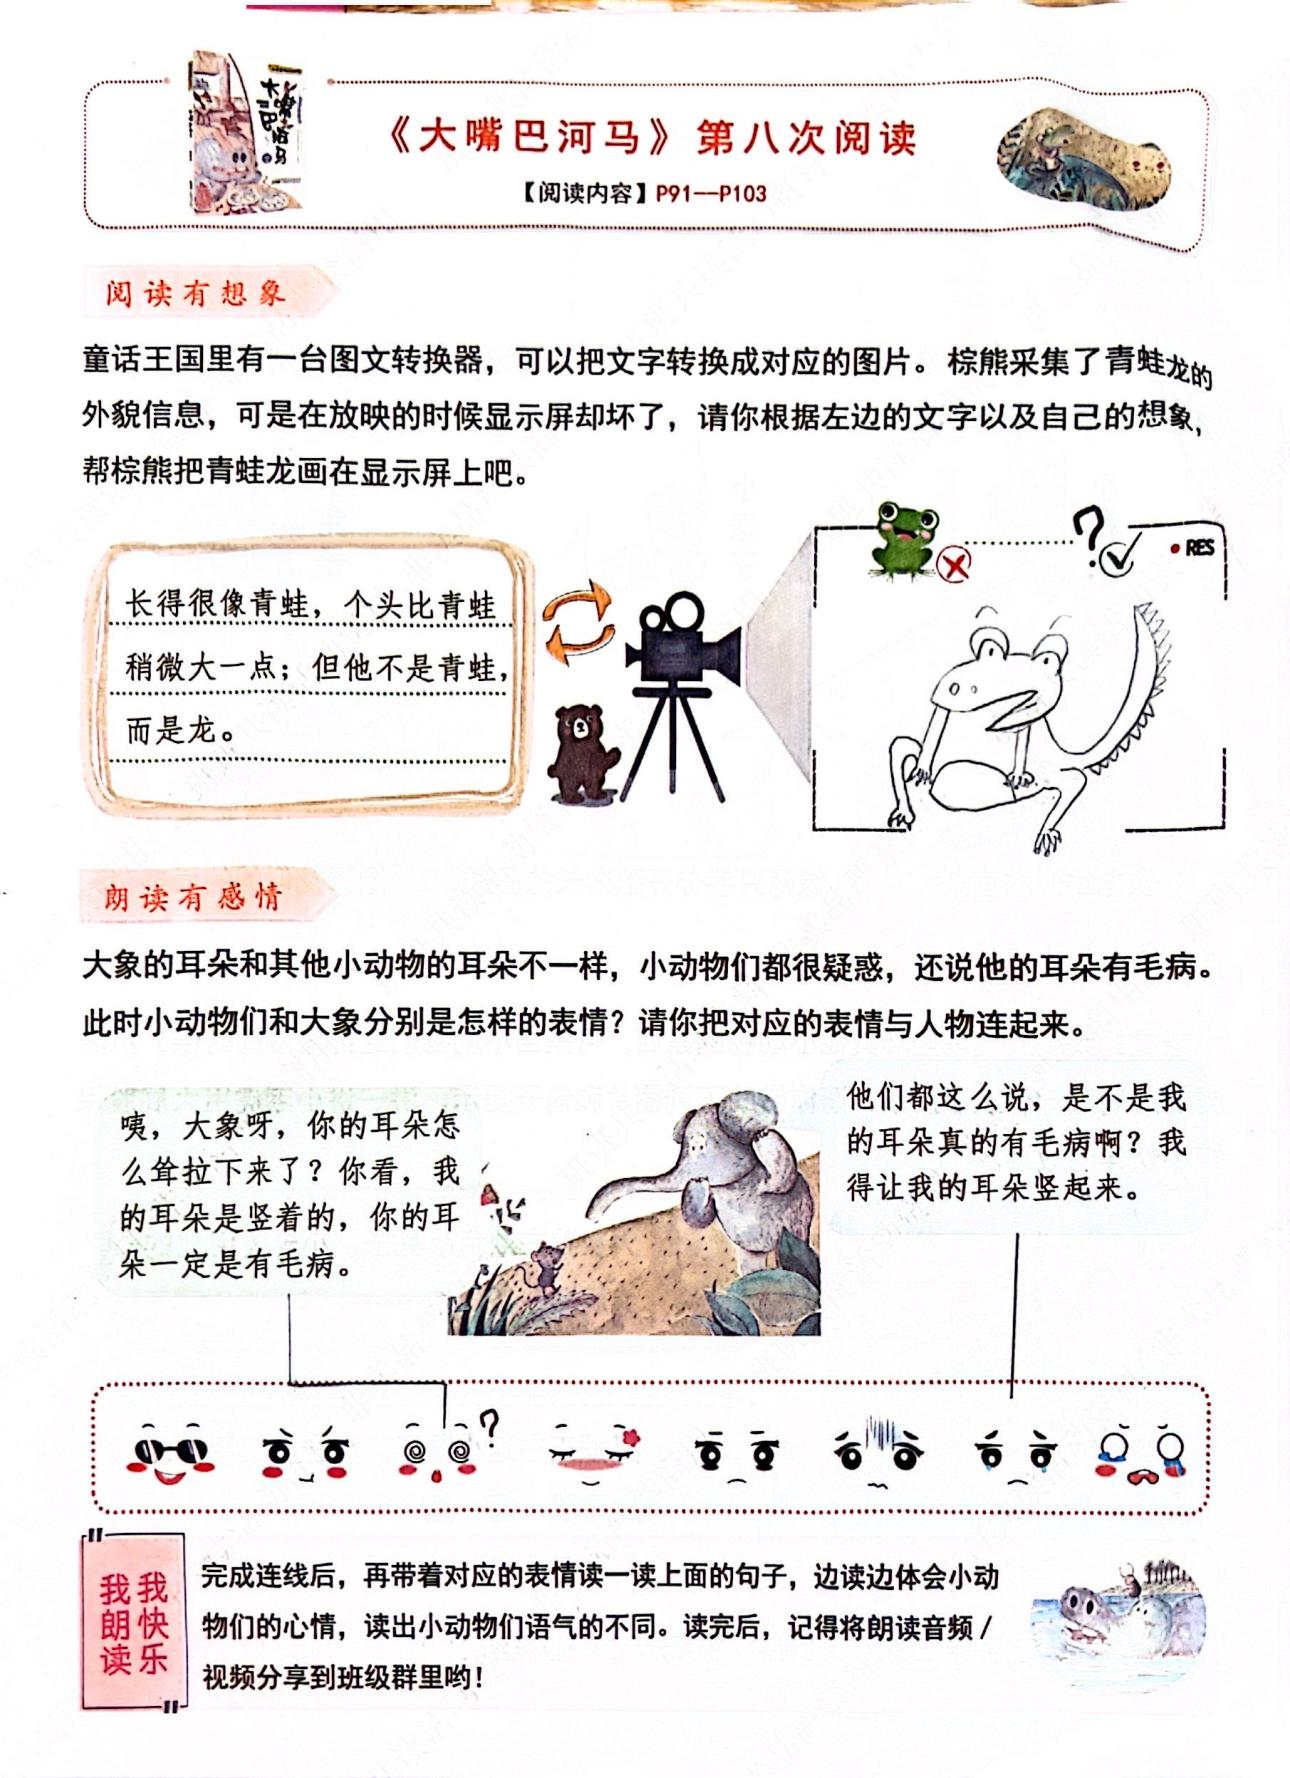 大嘴巴河马
《大嘴巴河马》第八次阅读
【阅读内容】P91—P103
阅读有想象
童话王国里有一台图文转换器，可以把文字转换成对应的图片。棕熊采集了青蛙龙的
外貌信息，可是在放映的时候显示屏却坏了，请你根据左边的文字以及自己的想象，
帮棕熊把青蛙龙画在显示屏上吧。
长得很像青蛙，个头比青蛙
稍微大一点；但他不是青蛙，
而是龙。
?
RES
朗读有感情
大象的耳朵和其他小动物的耳朵不一样，小动物们都很疑惑，还说他的耳朵有毛病。
此时小动物们和大象分别是怎样的表情？请你把对应的表情与人物连起来。
咦，大象呀，你的耳朵怎
么耸拉下来了？你看，我
的耳朵是竖着的，你的耳
朵一定是有毛病。
他们都这么说，是不是我
的耳朵真的有毛病啊？我
得让我的耳朵竖起来。
?
我快乐
我朗读
完成连线后，再带着对应的表情读一读上面的句子，边读边体会小动
物们的心情，读出小动物们语气的不同。读完后，记得将朗读音频/
视频分享到班级群里哟！